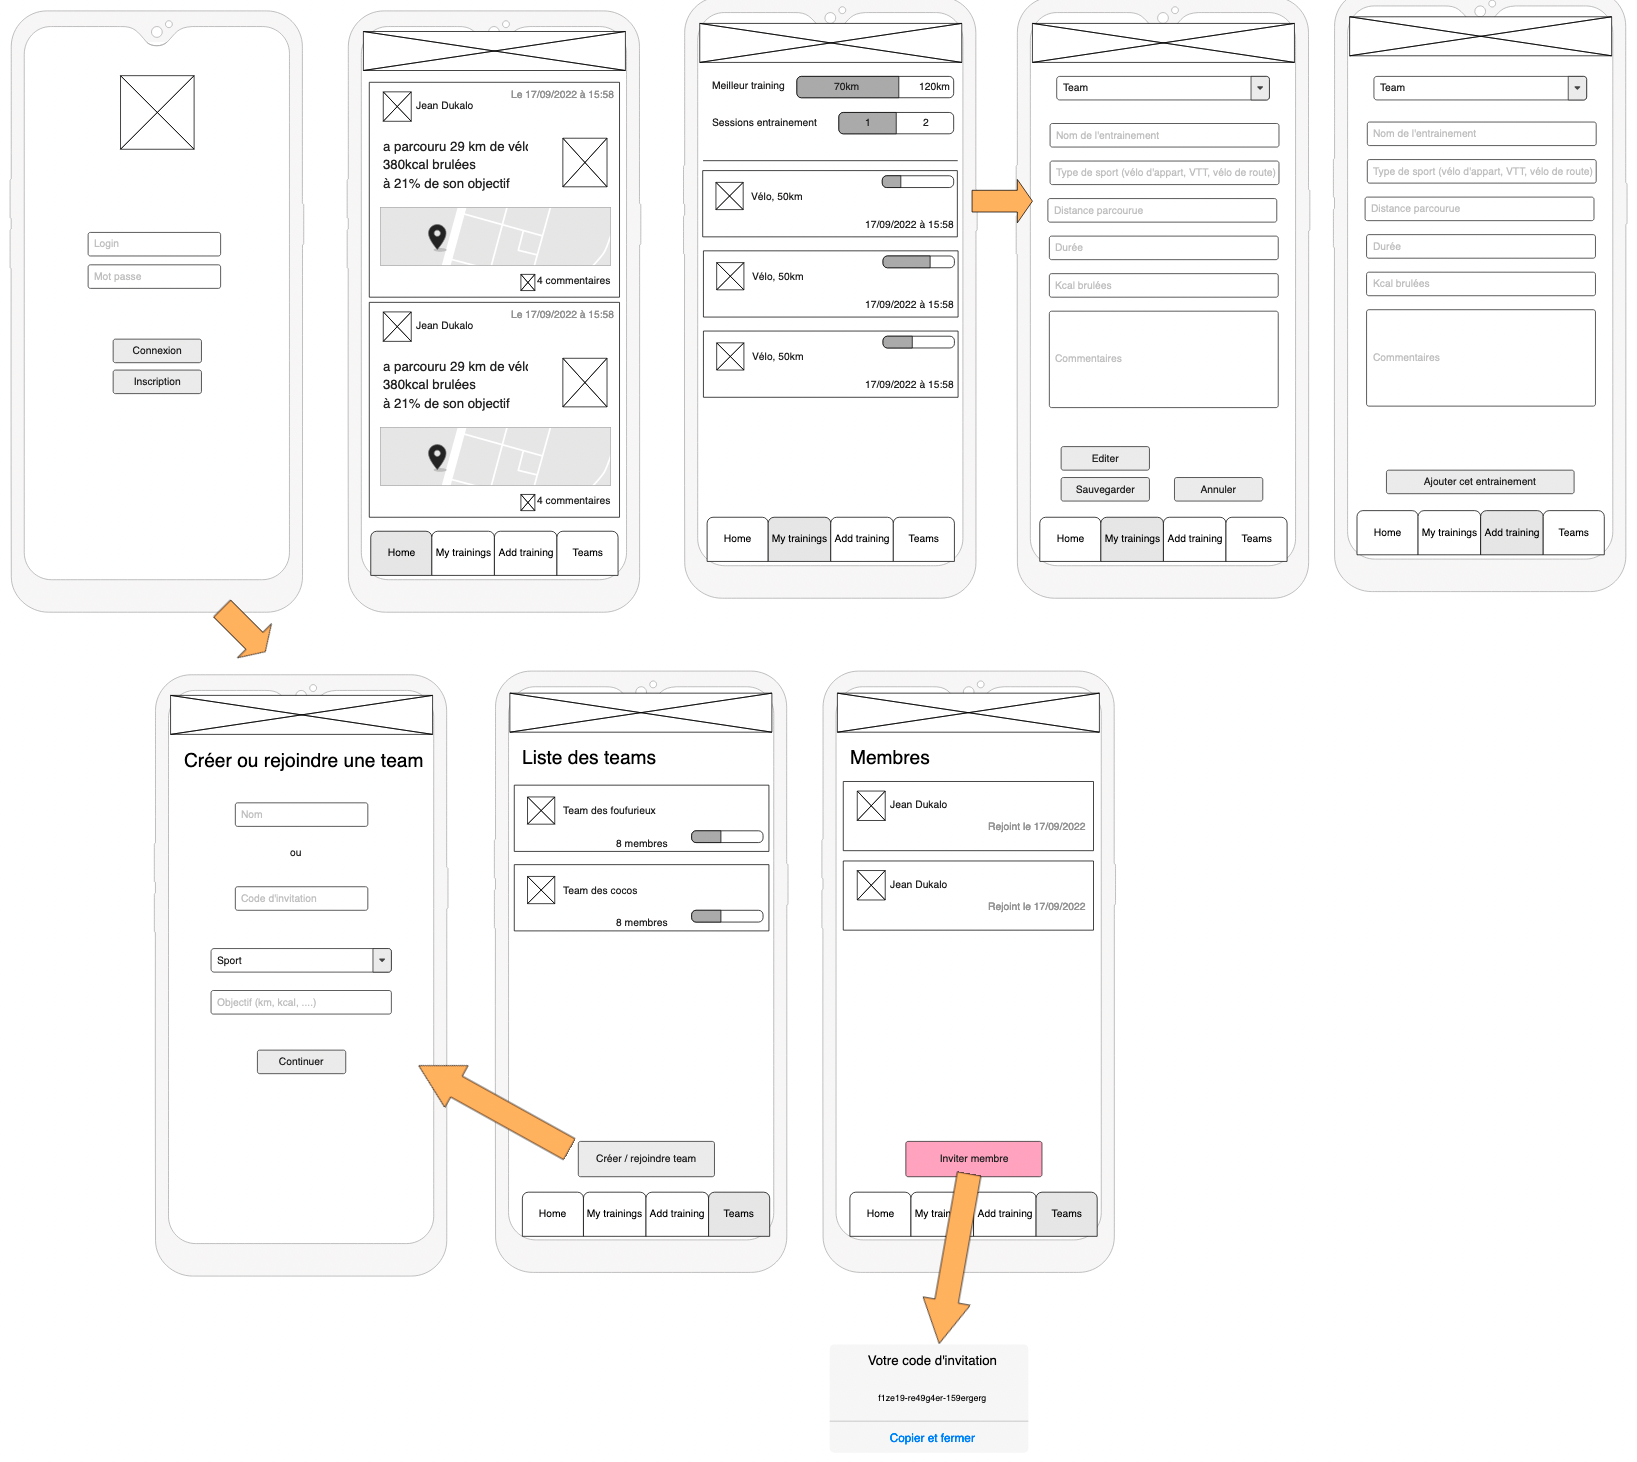 Login
Mot passe
Connexion
Inscription
Le 17/09/2022 à 15:58
Jean Dukalo
a parcouru 29 km de vélo
380kcal brulées
à 21% de son objectif
4 commentaires
Le 17/09/2022 à 15:58
Jean Dukalo
a parcouru 29 km de vélo
380kcal brulées
à 21% de son objectif
4 commentaires
Home My trainings Add training Teams
Meilleur training 70km 120km
Sessions entrainement 1 2
Vélo, 50km
17/09/2022 à 15:58
Vélo, 50km
17/09/2022 à 15:58
Vélo, 50km
17/09/2022 à 15:58
Home My trainings Add training Teams
Team
Nom de l'entrainement
Type de sport (vélo d'appart, VTT, vélo de route)
Distance parcourue
Durée
Kcal brulées
Commentaires
Editer
Sauvegarder Annuler
Home My trainings Add training Teams
Team
Nom de l'entrainement
Type de sport (vélo d'appart, VTT, vélo de route)
Distance parcourue
Durée
Kcal brulées
Commentaires
Ajouter cet entrainement
Home My trainings Add training Teams
Créer ou rejoindre une team
Nom
ou
Code d'invitation
Sport
Objectif (km, kcal, ....)
Continuer
Liste des teams
Team des foufurieux
8 membres
Team des cocos
8 membres
Créer / rejoindre team
Home My trainings Add training Teams
Membres
Jean Dukalo
Rejoint le 17/09/2022
Jean Dukalo
Rejoint le 17/09/2022
Inviter membre
Home My train Add training Teams
Votre code d'invitation
f1ze19-re49g4er-159ergerg
Copier et fermer